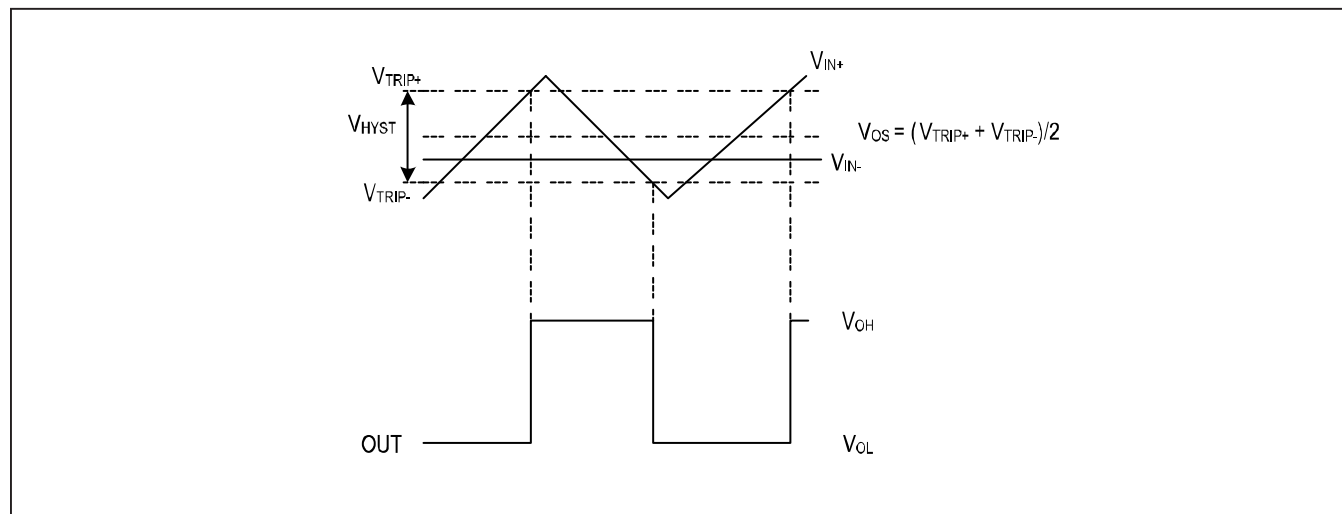 VTRIP+
VIN+
VHYST
VOS = (VTRIP+ + VTRIP-)/2
VIN-
VTRIP-
VOH
OUT
VOL